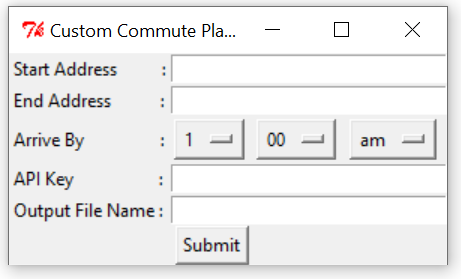 Custom Commute Pla...
Start Address :
End Address :
Arrive By : 1 00 am
API Key :
Output File Name :
Submit